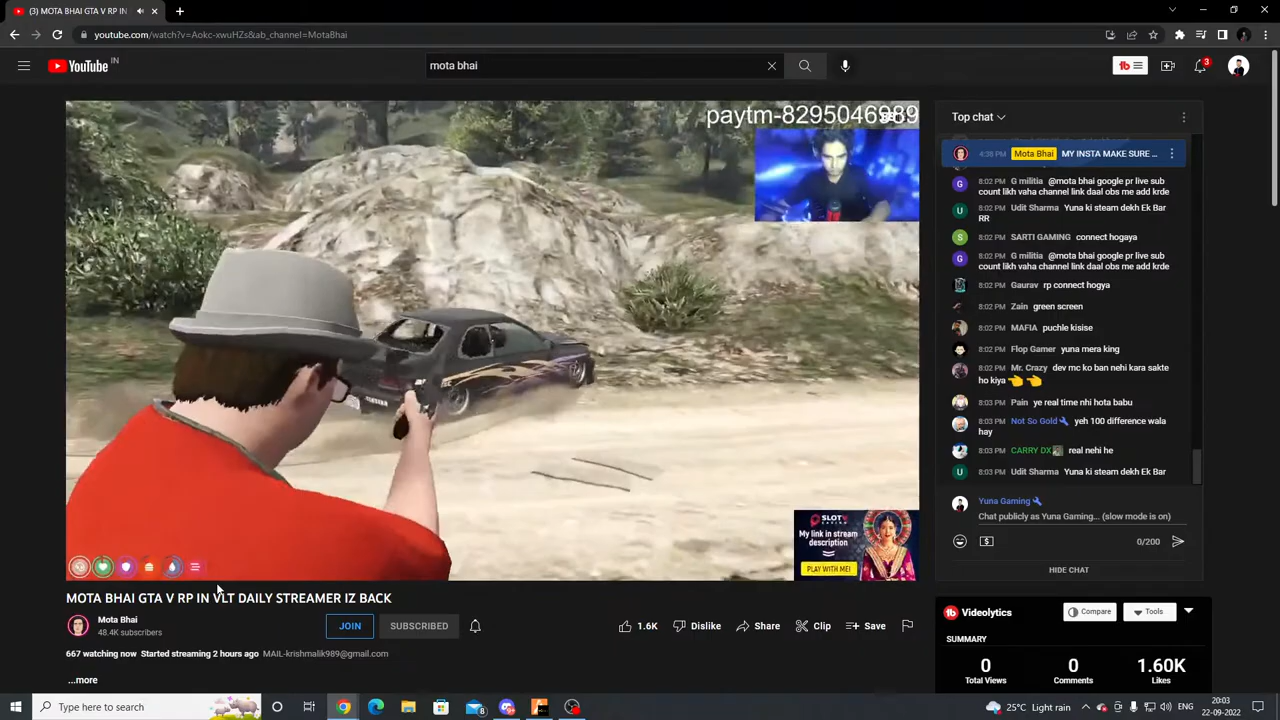 (3) MOTA BHAI GTA V RP IN
youtube.com/watch?v=Aokc-xwuHZs&ab_channel=MotaBhai
YouTube IN
mota bhai
3
paytm-8295046989
SLOTV
CASINO
My link in stream
description
PLAY WITH ME!
MOTA BHAI GTA V RP IN VLT DAILY STREAMER IZ BACK
Mota Bhai
48.4K subscribers
JOIN
SUBSCRIBED
1.6K
Dislike
Share
Clip
Save
667 watching now Started streaming 2 hours ago MAIL-krishmalik989@gmail.com
...more
Top chat
4:38 PM Mota Bhai MY INSTA MAKE SURE ...
8:02 PM G militia @mota bhai google pr live sub
count likh vaha channel link daal obs me add krde
8:02 PM Udit Sharma Yuna ki steam dekh Ek Bar
RR
8:02 PM SARTI GAMING connect hogaya
8:02 PM G militia @mota bhai google pr live sub
count likh vaha channel link daal obs me add krde
8:02 PM Gaurav rp connect hogya
8:02 PM Zain green screen
8:02 PM MAFIA puchle kisise
8:02 PM Flop Gamer yuna mera king
8:02 PM Mr. Crazy dev mc ko ban nehi kara sakte
ho kiya
8:03 PM Pain ye real time nhi hota babu
8:03 PM Not So Gold yeh 100 difference wala
hay
8:03 PM CARRY DX real nehi he
8:03 PM Udit Sharma Yuna ki steam dekh Ek Bar
Yuna Gaming
Chat publicly as Yuna Gaming... (slow mode is on)
0/200
HIDE CHAT
Videolytics
Compare
Tools
SUMMARY
0
Total Views
0
Comments
1.60K
Likes
Type here to search
8
25°C Light rain
ENG
20:03
22-09-2022